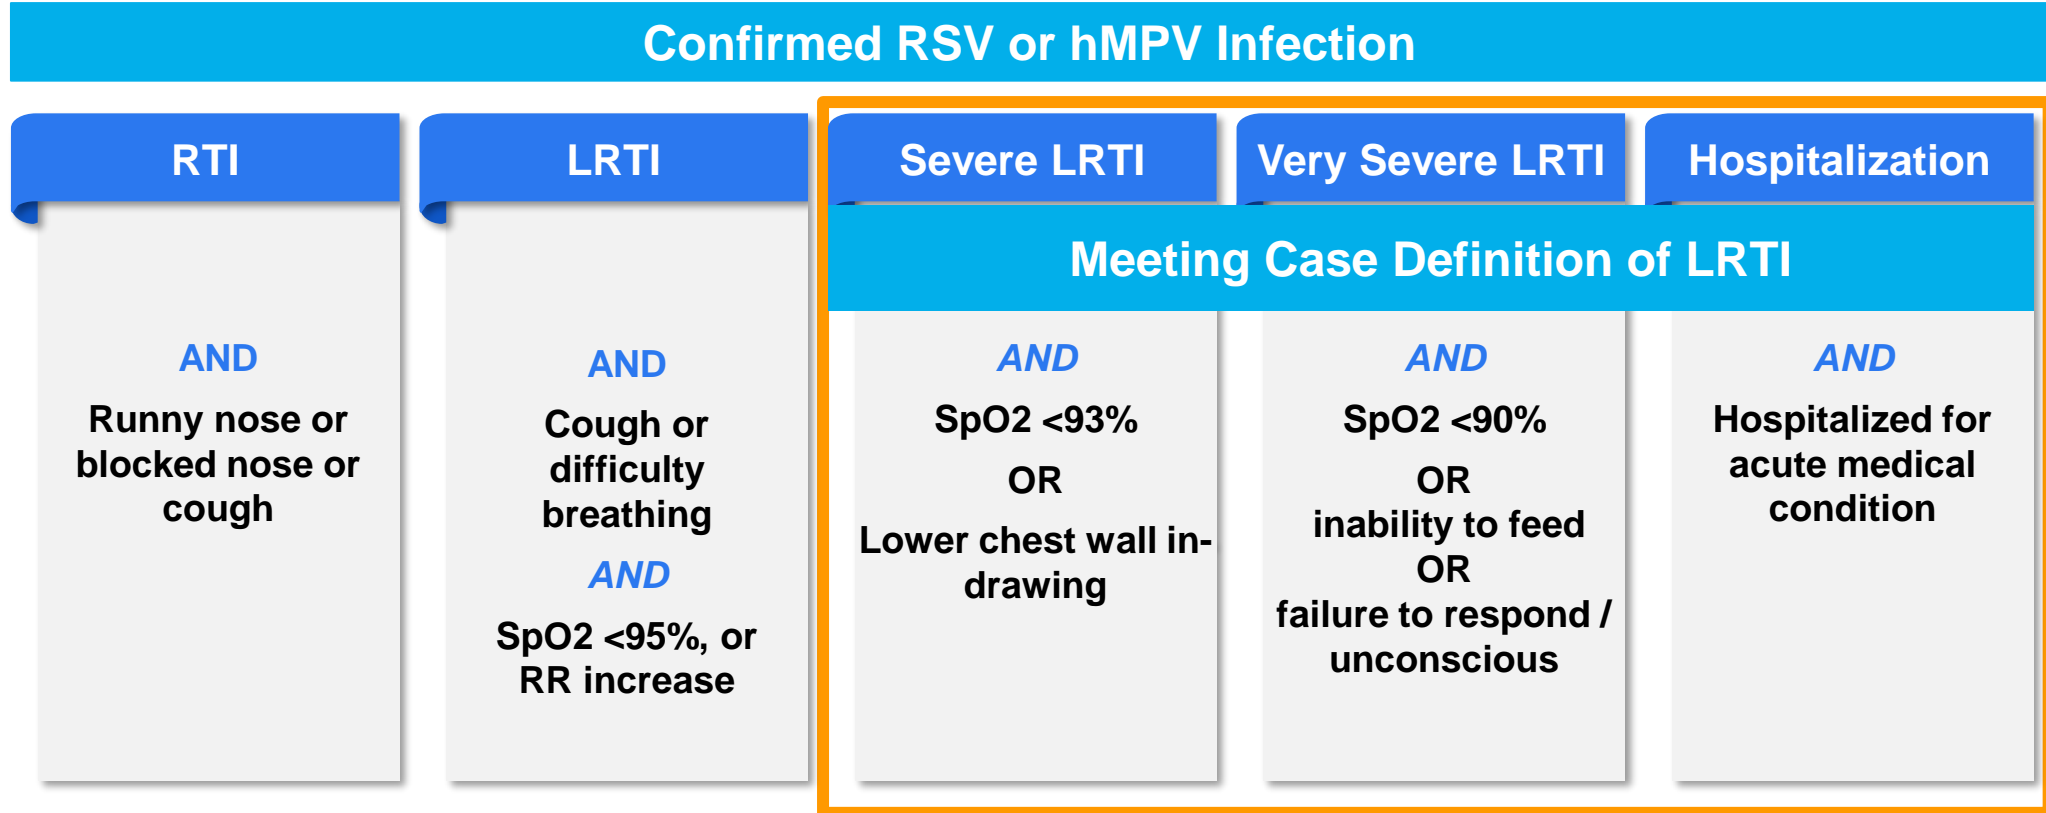 Confirmed RSV or hMPV Infection
RTI
AND
Runny nose or
blocked nose or
cough
LRTI
AND
Cough or
difficulty
breathing
AND
SpO2 <95%, or
RR increase
Severe LRTI
Very Severe LRTI
Hospitalization
Meeting Case Definition of LRTI
AND
SpO2 <93%
OR
Lower chest wall in-
drawing
AND
SpO2 <90%
OR
inability to feed
OR
failure to respond /
unconscious
AND
Hospitalized for
acute medical
condition